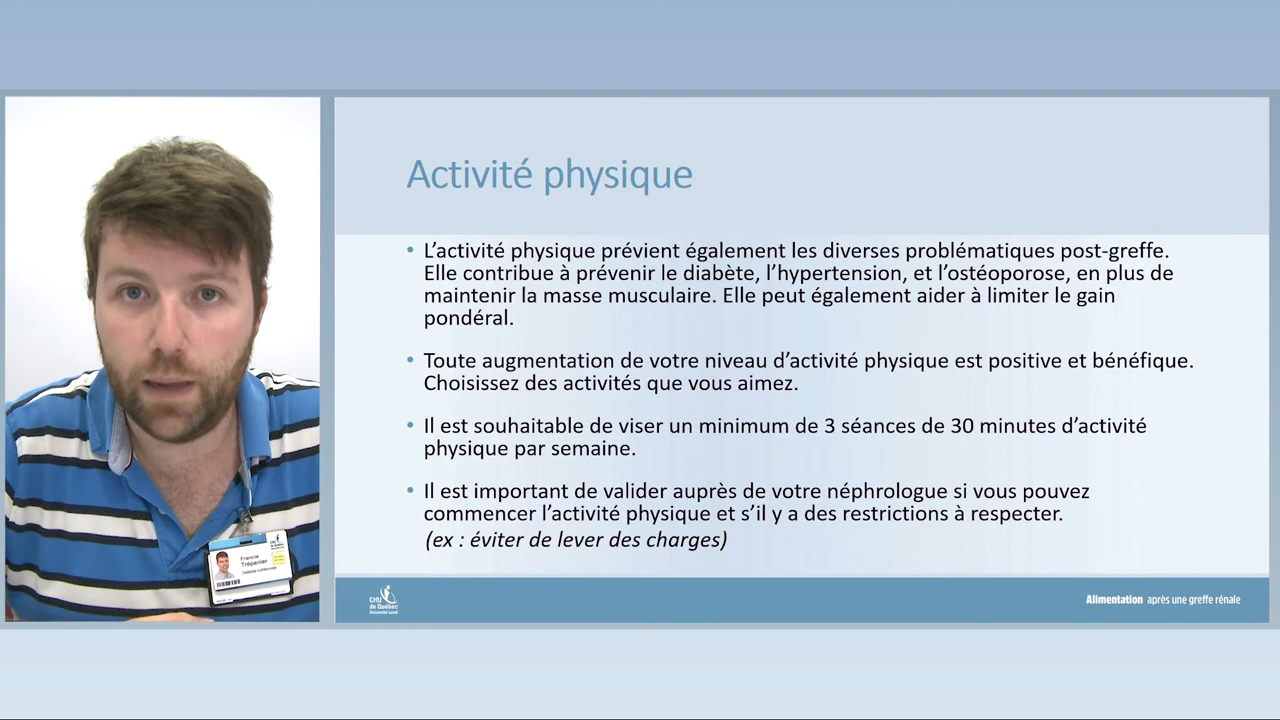 Activité physique
• L’activité physique prévient également les diverses problématiques post-greffe.
Elle contribue à prévenir le diabète, l’hypertension, et l’ostéoporose, en plus de
maintenir la masse musculaire. Elle peut également aider à limiter le gain
pondéral.
• Toute augmentation de votre niveau d’activité physique est positive et bénéfique.
Choisissez des activités que vous aimez.
• Il est souhaitable de viser un minimum de 3 séances de 30 minutes d’activité
physique par semaine.
• Il est important de valider auprès de votre néphrologue si vous pouvez
commencer l’activité physique et s’il y a des restrictions à respecter.
(ex : éviter de lever des charges)
CHU
de Québec
Université Laval
Alimentation après une greffe rénale
CHU
Francis
Trépanier